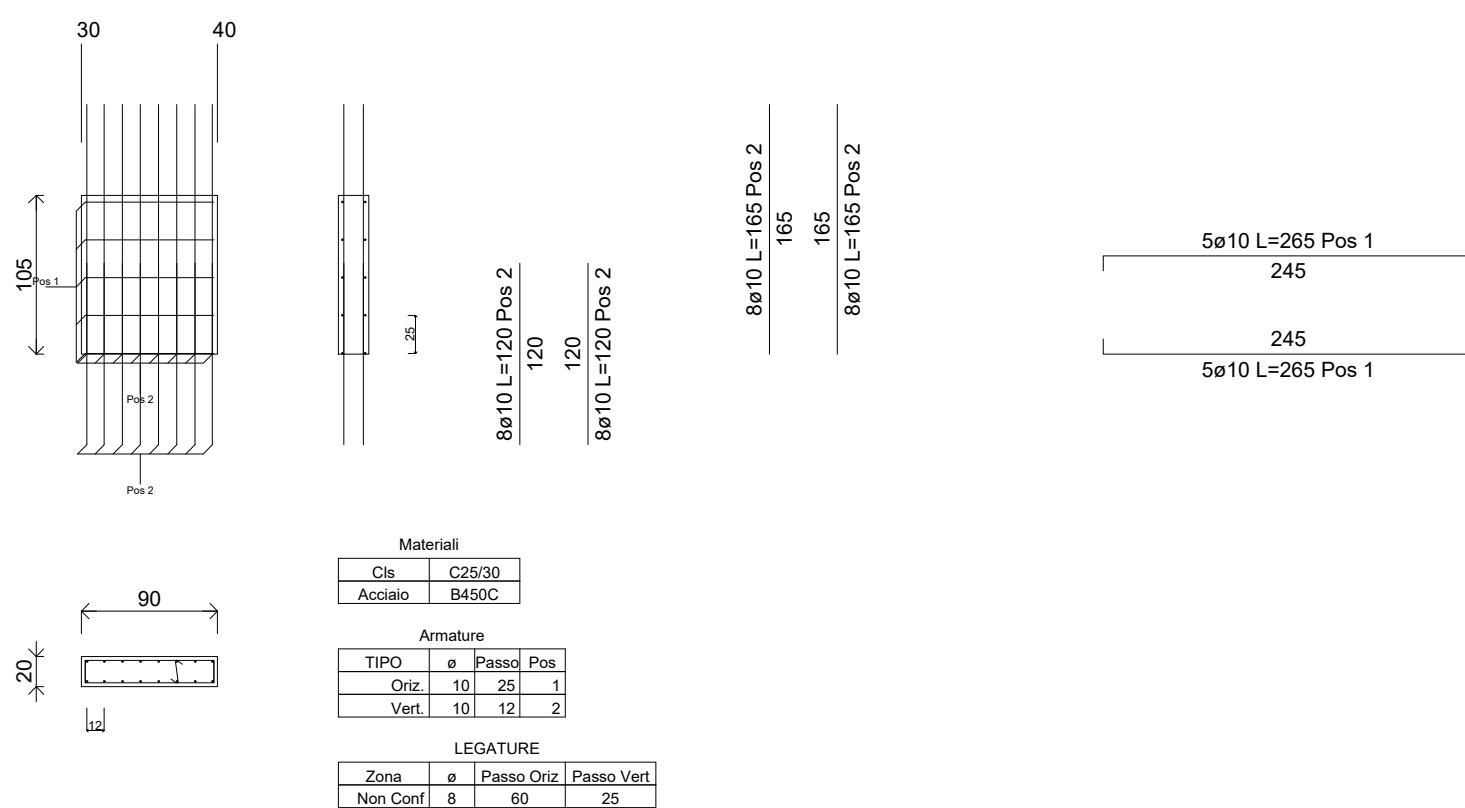 30
40
105
Pos 1
Pos 2
Pos 2
25
8ø10 L=120 Pos 2
120
120
8ø10 L=120 Pos 2
8ø10 L=165 Pos 2
165
165
8ø10 L=165 Pos 2
5ø10 L=265 Pos 1
245
245
5ø10 L=265 Pos 1
90
20
12
Materiali
Cls C25/30
Acciaio B450C
Armature
TIPO ø Passo Pos
Oriz. 10 25 1
Vert. 10 12 2
LEGATURE
Zona ø Passo Oriz Passo Vert
Non Conf 8 60 25